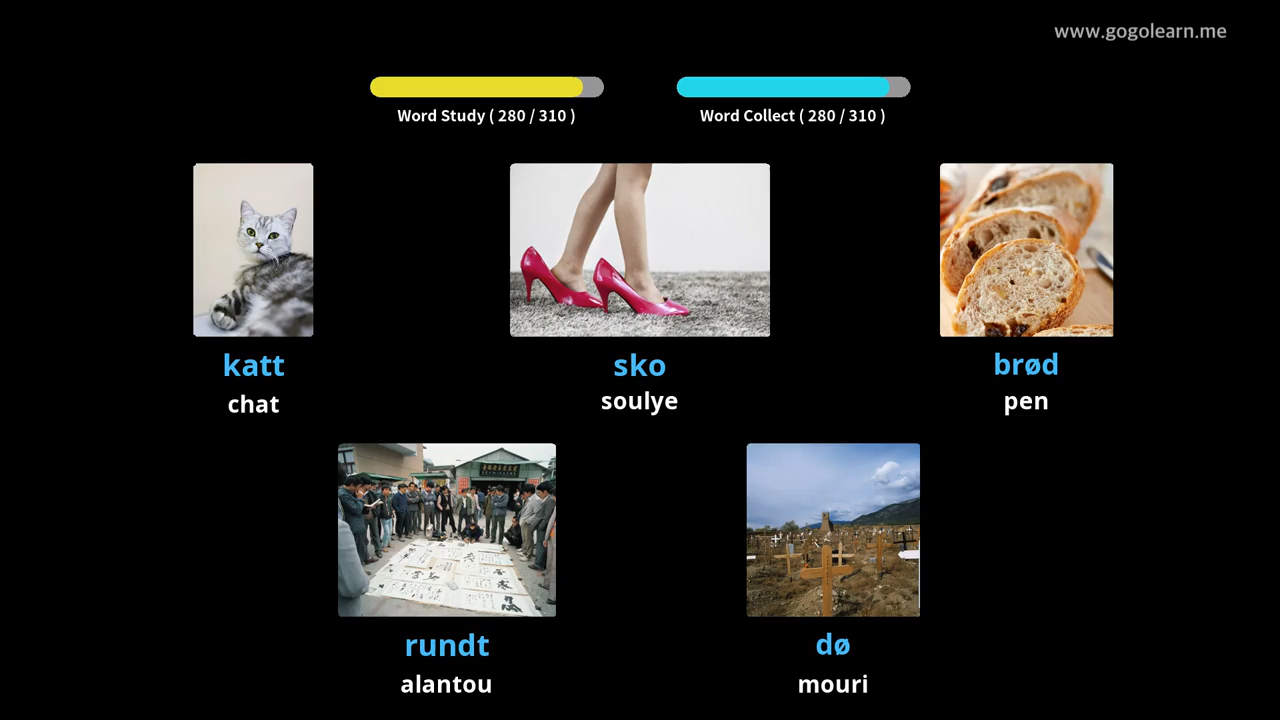 www.gogolearn.me
Word Study ( 280 / 310 )
Word Collect ( 280 / 310 )
katt
chat
sko
soulye
brød
pen
rundt
alantou
dø
mouri